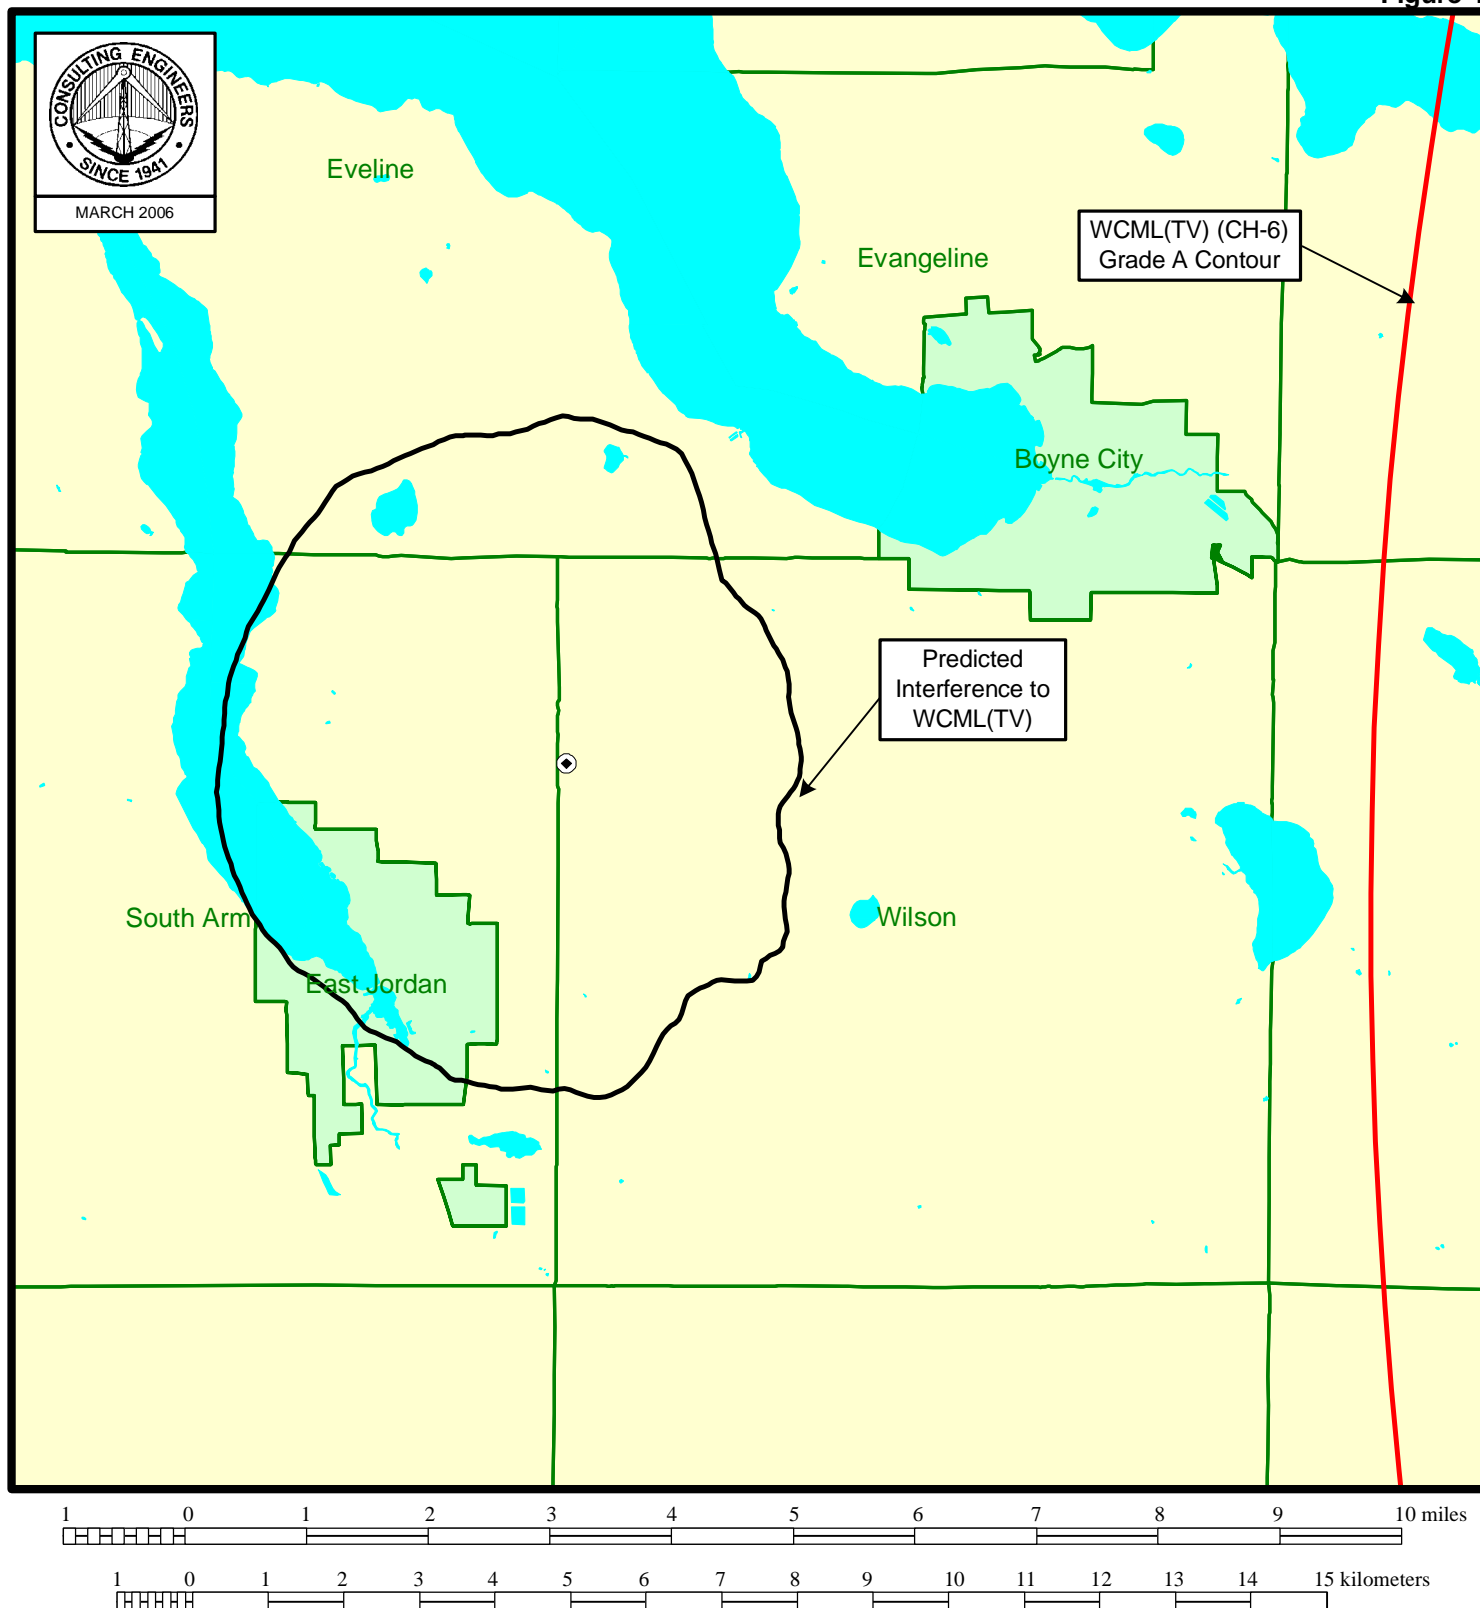 CONSULTING ENGINEERS
• SINCE 1941 •
MARCH 2006
Eveline
Evangeline
WCML(TV) (CH-6)
Grade A Contour
Boyne City
Predicted
Interference to
WCML(TV)
South Arm
Wilson
East Jordan
1 0 1 2 3 4 5 6 7 8 9 10 miles
1 0 1 2 3 4 5 6 7 8 9 10 11 12 13 14 15 kilometers